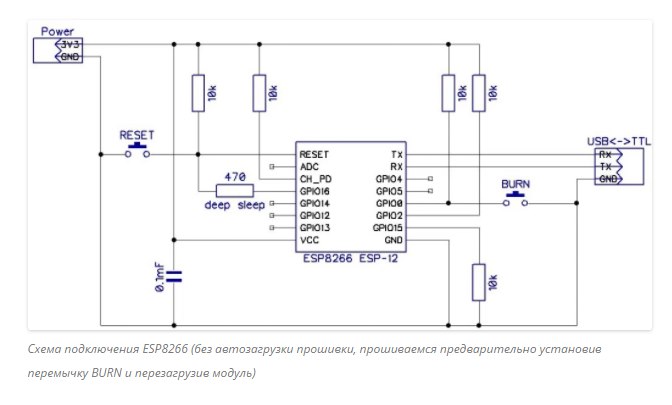 Power
3V3
GND
10k
10k
10k
10k
RESET
USB<->TTL
RX
TX
GND
RESET
ADC
CH_PD
GPIO16
GPIO14
GPIO12
GPIO13
VCC
TX
RX
GPIO4
GPIO5
GPIO0
GPIO2
GPIO15
GND
BURN
470
deep sleep
0.1mF
10k
ESP8266 ESP-12
Схема подключения ESP8266 (без автозагрузки прошивки, прошиваемся предварительно установив
перемычку BURN и перезагрузив модуль)